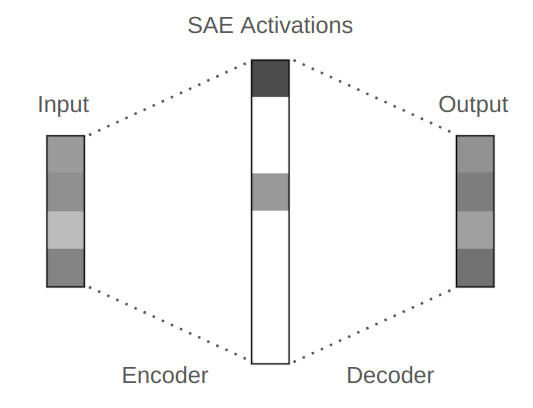 SAE Activations
Input
Output
Encoder
Decoder